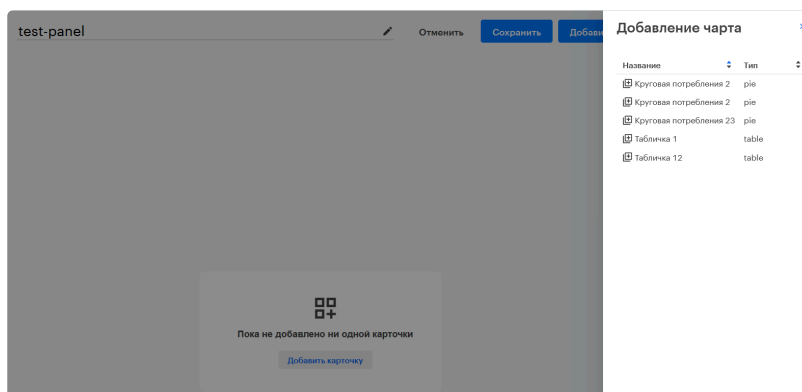 test-panel
Отменить
Сохранить
Добавление чарта
Название Тип
Круговая потребления 2 pie
Круговая потребления 2 pie
Круговая потребления 23 pie
Табличка 1 table
Табличка 12 table
Пока не добавлено ни одной карточки
Добавить карточку